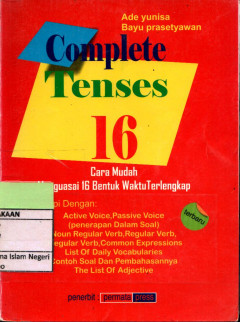 Ade yunisa
Bayu prasetyawan
Complete
Tenses
16
Cara Mudah
Menguasai 16 Bentuk WaktuTerlengkap
pi Dengan:
Active Voice,Passive Voice
(penerapan Dalam Soal)
Noun Regular Verb,Regular Verb,
regular Verb,Common Expressions
List Of Daily Vocabularies
Contoh Soal Dan Pembahasannya
The List Of Adjective
terbaru
AKAAN
na Islam Negeri
o
penerbit : permata press